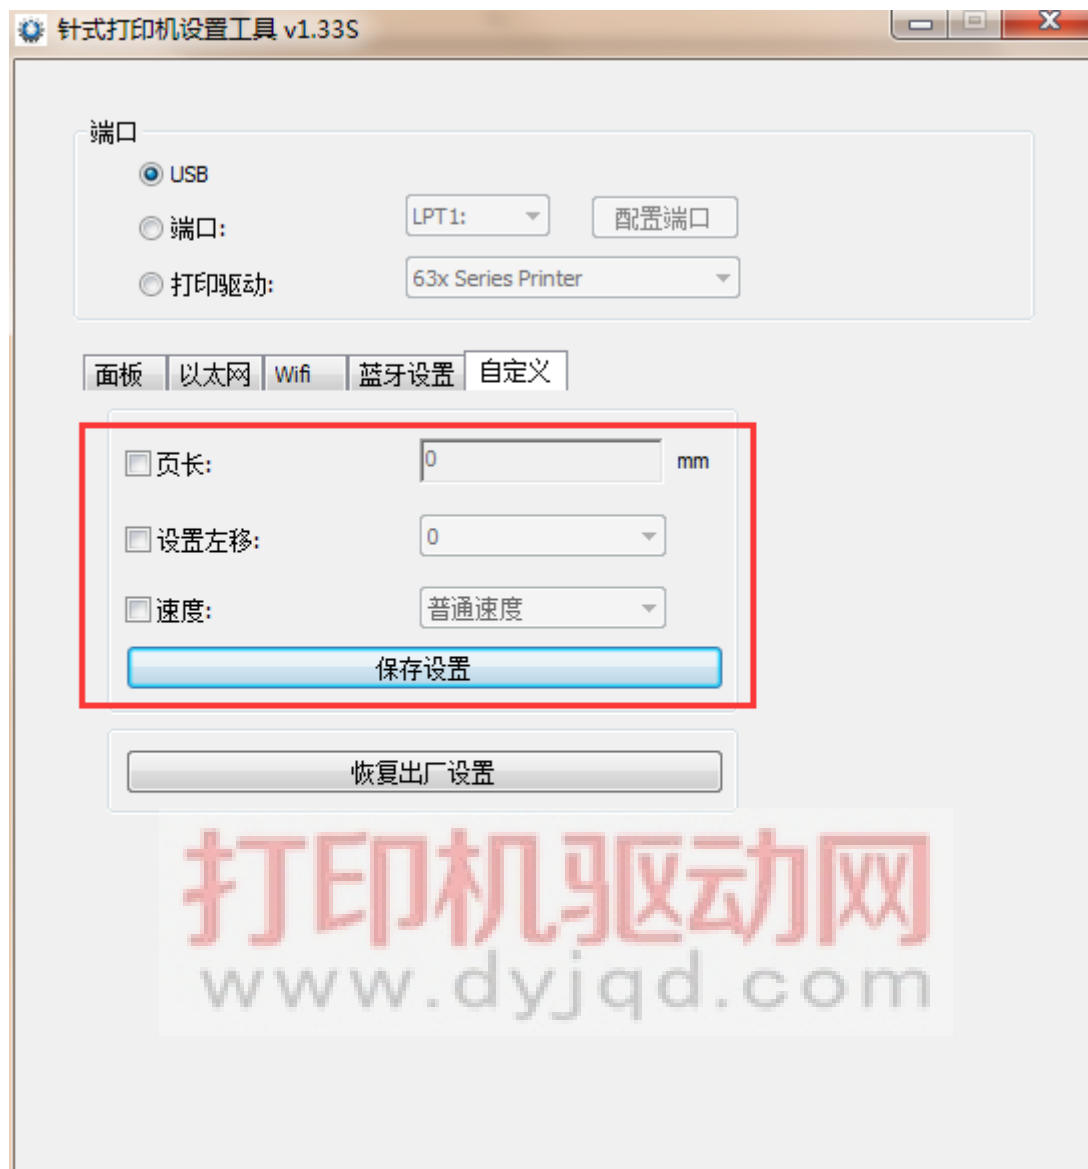 针式打印机设置工具 v1.33S
端口
USB
端口: LPT1: 配置端口
打印驱动: 63x Series Printer
面板 以太网 Wifi 蓝牙设置 自定义
页长: 0 mm
设置左移: 0
速度: 普通速度
保存设置
恢复出厂设置
打印机驱动网
www.dyjqd.com